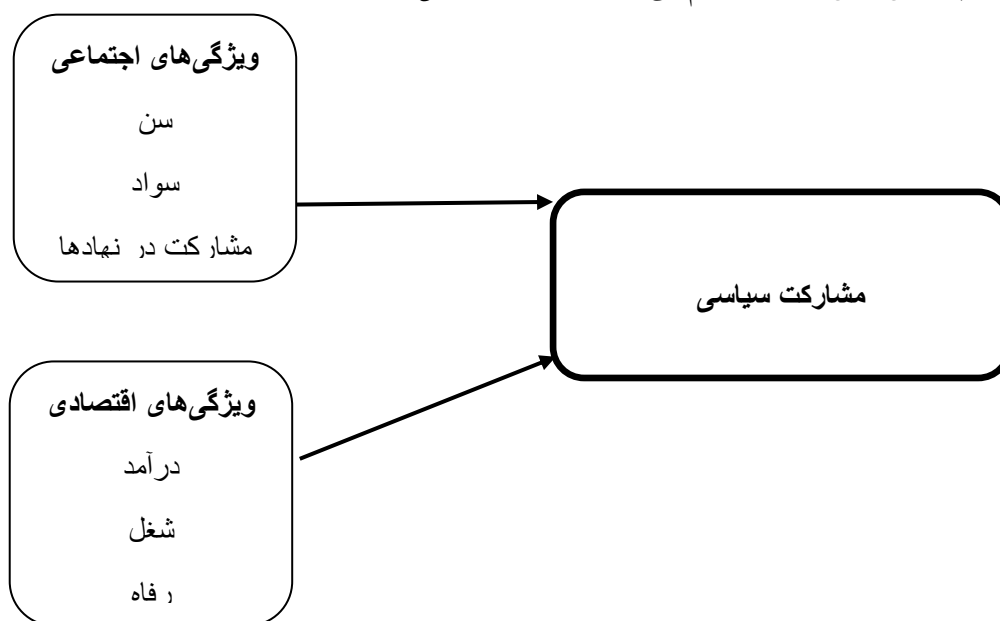 ویژگی‌های اجتماعی
سن
سواد
مشارکت در نهادها
مشارکت سیاسی
ویژگی‌های اقتصادی
درآمد
شغل
رفاه